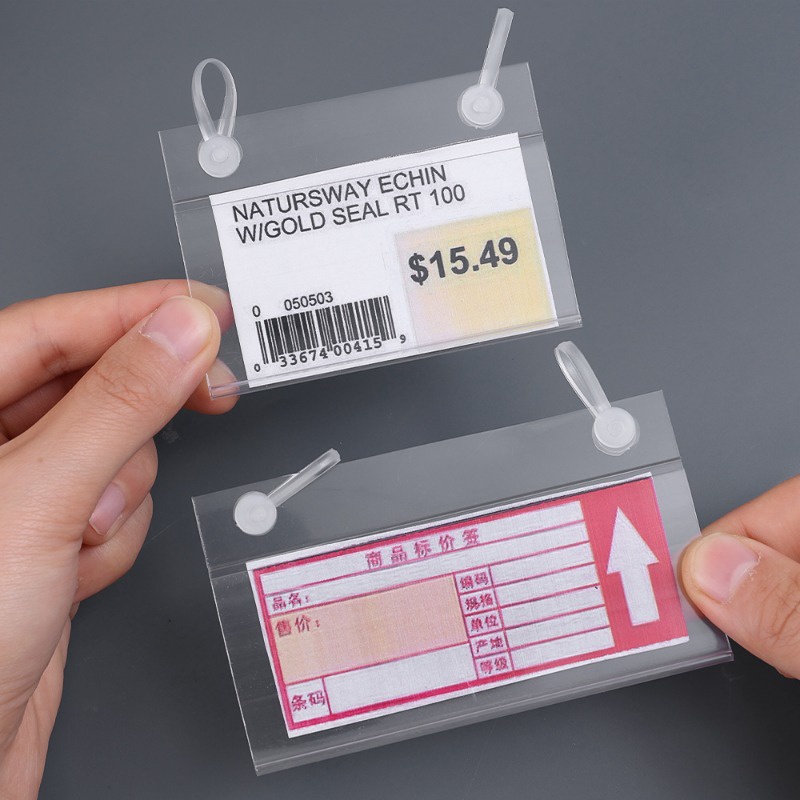 NATURSWAY ECHIN
W/GOLD SEAL RT 100
$15.49
0 050503
0 33674 00415 9
商品标价签
品名:
售价:
条码
编码
规格
单位
产地
等级